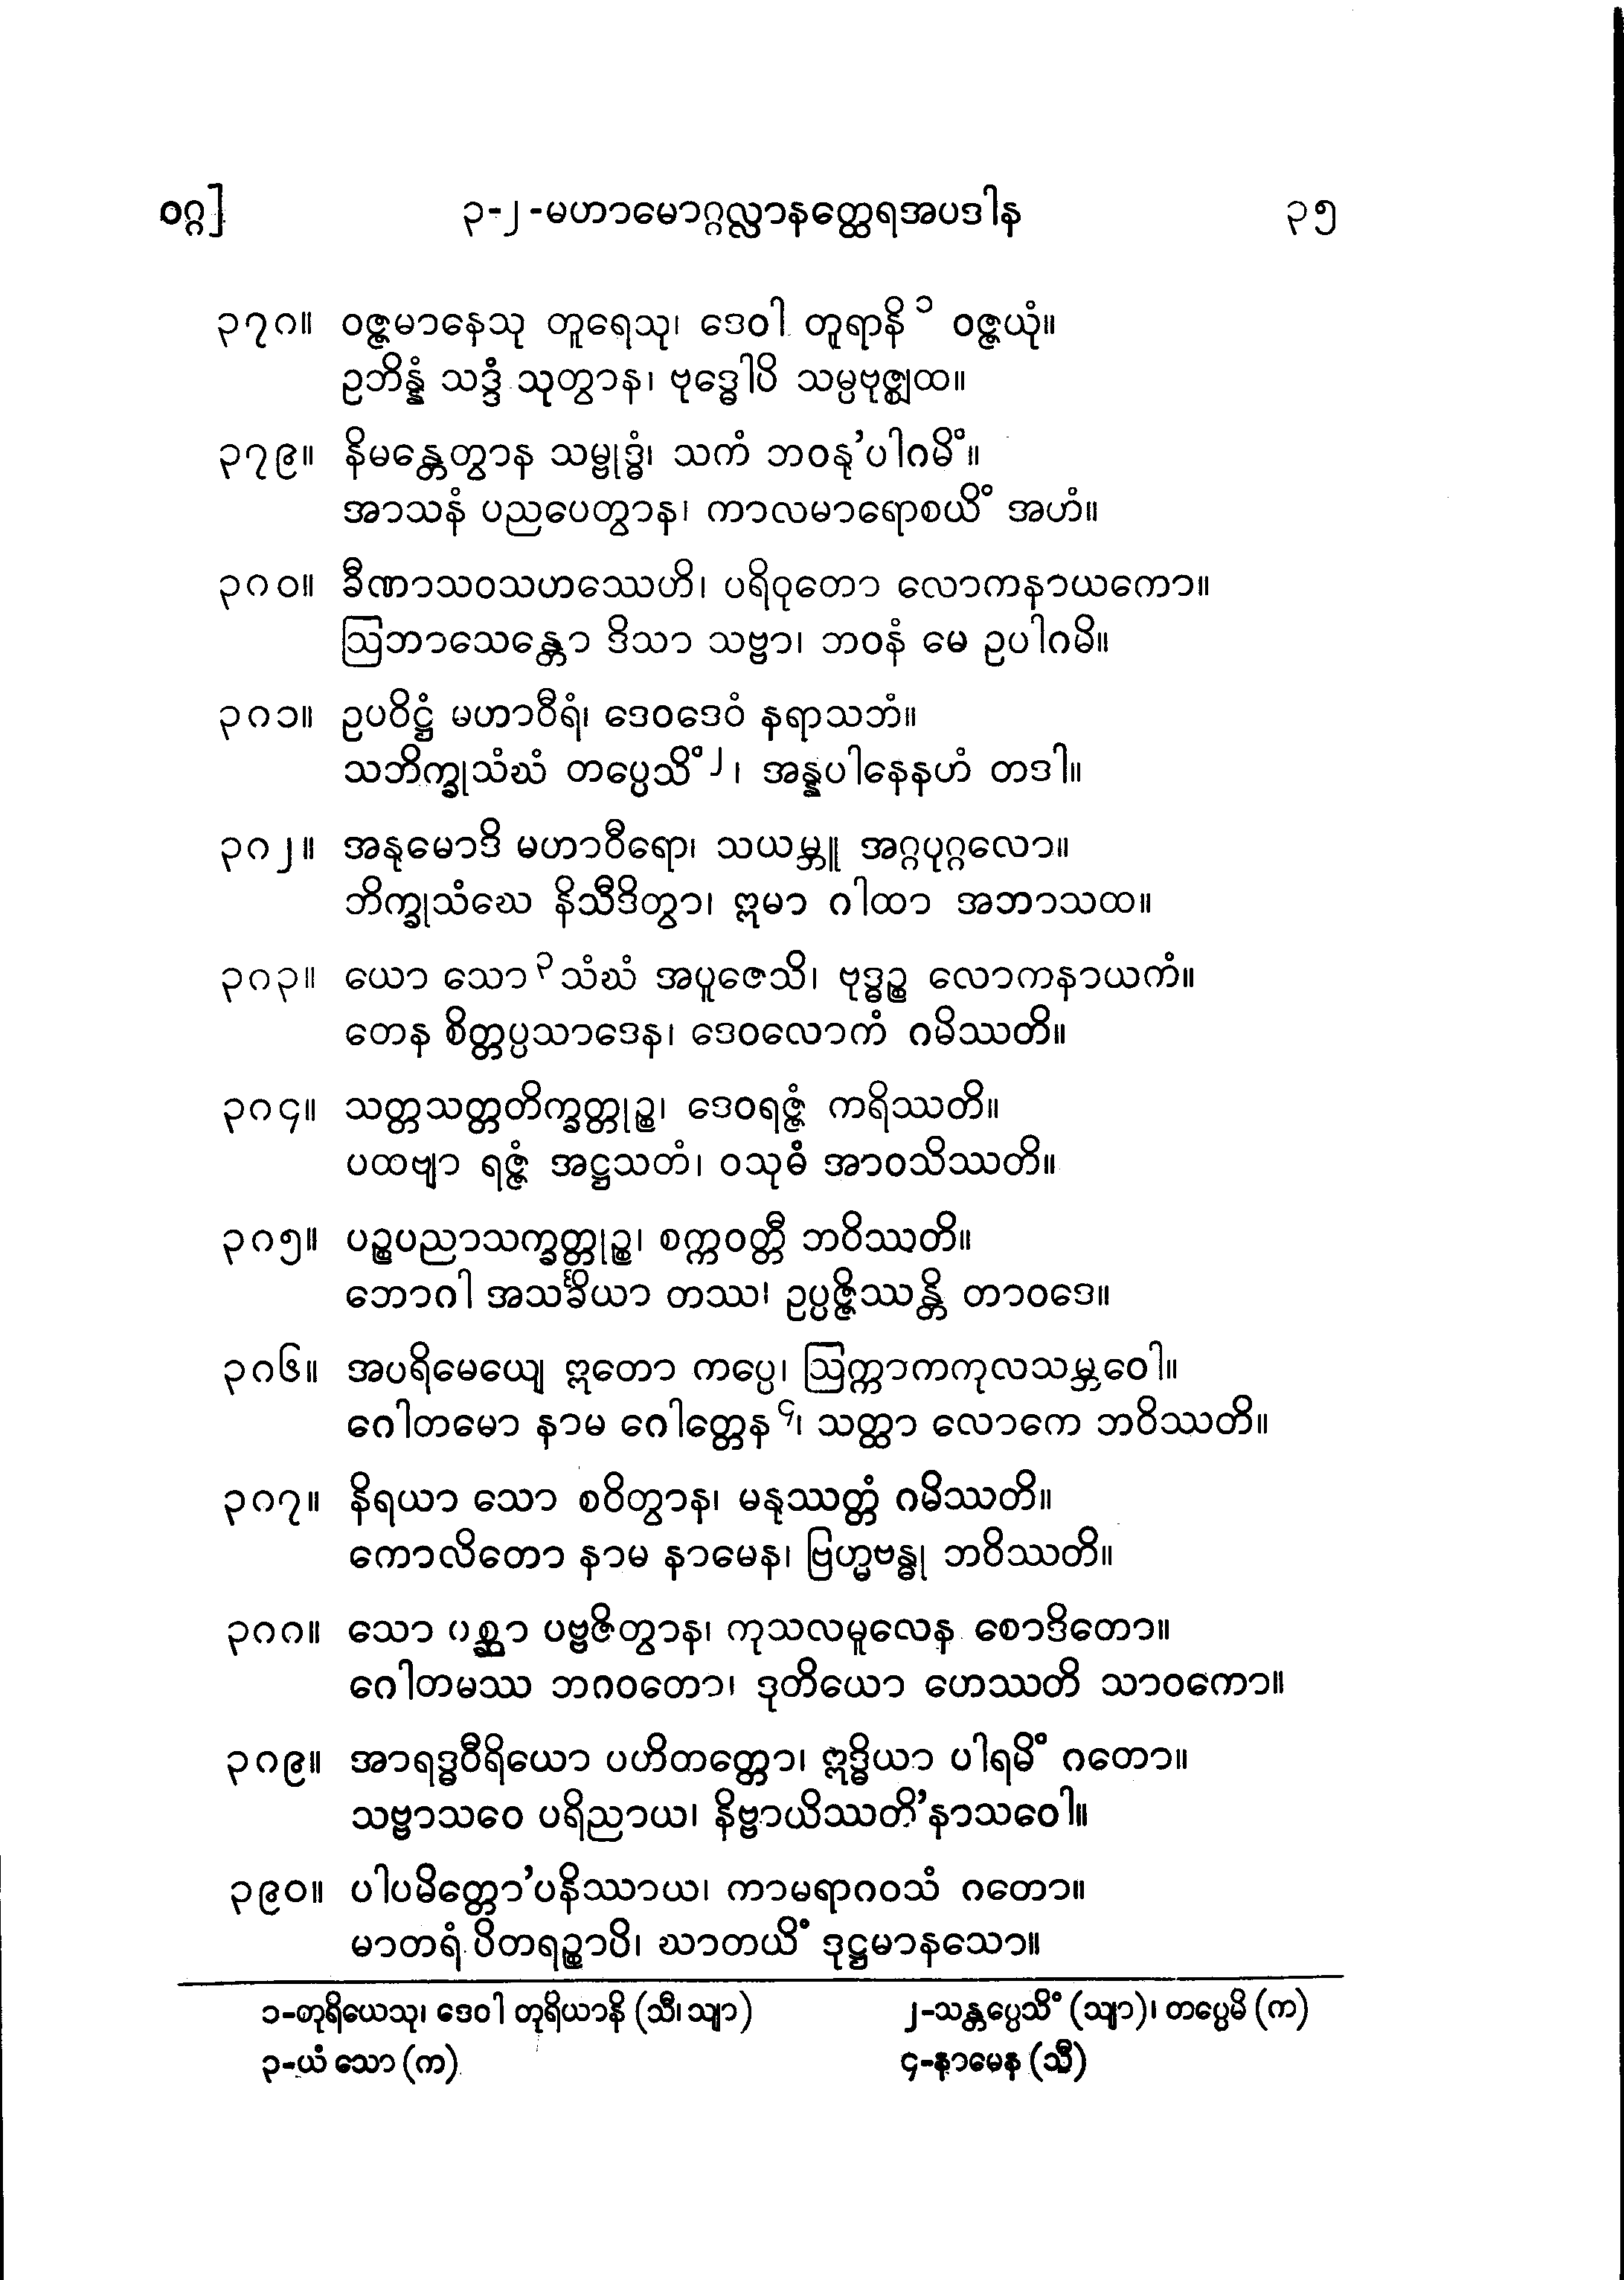 ဝဂ္ဂ] ၃-၂-မဟာမောဂ္ဂလ္လာနတ္ထေရအပဒါန ၃၅
၃၇၈။ ဝဇ္ဇမာနေသု တူရေသု၊ ဒေဝါ တူရာနိ ၁ ဝဇ္ဇယုံ။
ဥဘိန္နံ သဒ္ဒံ သုတွာန၊ ဗုဒ္ဓေါပိ သမ္ပဗုဇ္ဈထ။
၃၇၉။ နိမန္တေတွာန သမ္ဗုဒ္ဓံ၊ သကံ ဘဝနု’ပါဂမိံ။
အာသနံ ပညပေတွာန၊ ကာလမာရောစယိံ အဟံ။
၃၈၀။ ခီဏာသဝသဟဿေဟိ၊ ပရိဝုတော လောကနာယကော။
ဩဘာသေန္တော ဒိသာ သဗ္ဗာ၊ ဘဝနံ မေ ဥပါဂမိ။
၃၈၁။ ဥပဝိဋ္ဌံ မဟာဝီရံ၊ ဒေဝဒေဝံ နရာသဘံ။
သဘိက္ခုသံဃံ တပ္ပေသိံ ၂၊ အန္နပါနေနဟံ တဒါ။
၃၈၂။ အနုမောဒိ မဟာဝီရော၊ သယမ္ဘူ အဂ္ဂပုဂ္ဂလော။
ဘိက္ခုသံဃေ နိသီဒိတွာ၊ ဣမာ ဂါထာ အဘာသထ။
၃၈၃။ ယော သော ၃ သံဃံ အပူဇေသိ၊ ဗုဒ္ဓဉ္စ လောကနာယကံ။
တေန စိတ္တပ္ပသာဒေန၊ ဒေဝလောကံ ဂမိဿတိ။
၃၈၄။ သတ္တသတ္တတိက္ခတ္တုဉ္စ၊ ဒေဝရဇ္ဇံ ကရိဿတိ။
ပထဗျာ ရဇ္ဇံ အဋ္ဌသတံ၊ ဝသုဓံ အာဝသိဿတိ။
၃၈၅။ ပဉ္စပညာသက္ခတ္တုဉ္စ၊ စက္ကဝတ္တီ ဘဝိဿတိ။
ဘောဂါ အသင်္ခိယာ တဿ၊ ဥပ္ပဇ္ဇိဿန္တိ တာဝဒေ။
၃၈၆။ အပရိမေယျေ ဣတော ကပ္ပေ၊ ဩက္ကာကကုလသမ္ဘဝေါ။
ဂေါတမော နာမ ဂေါတ္တေန ၄၊ သတ္ထာ လောကေ ဘဝိဿတိ။
၃၈၇။ နိရယာ သော စဝိတွာန၊ မနုဿတ္တံ ဂမိဿတိ။
ကောလိတော နာမ နာမေန၊ ဗြဟ္မဗန္ဓု ဘဝိဿတိ။
၃၈၈။ သော ပစ္ဆာ ပဗ္ဗဇိတွာန၊ ကုသလမူလေန စောဒိတော။
ဂေါတမဿ ဘဂဝတော၊ ဒုတိယော ဟေဿတိ သာဝကော။
၃၈၉။ အာရဒ္ဓဝီရိယော ပဟိတတ္တော၊ ဣဒ္ဓိယာ ပါရမိံ ဂတော။
သဗ္ဗာသဝေ ပရိညာယ၊ နိဗ္ဗာယိဿတိ’နာသဝေါ။
၃၉၀။ ပါပမိတ္တော’ပနိဿာယ၊ ကာမရာဂဝသံ ဂတော။
မာတရံ ပိတရဉ္စာပိ၊ ဃာတယိံ ဒုဋ္ဌမာနသော။
၁-တုရိယေသု၊ ဒေဝါ တုရိယာနိ (သီ၊ သျာ) ၂-သန္တပ္ပေသိံ (သျာ)၊ တပ္ပေမိ (က)
၃-ယံ သော (က) ၄-နာမေန (သီ)